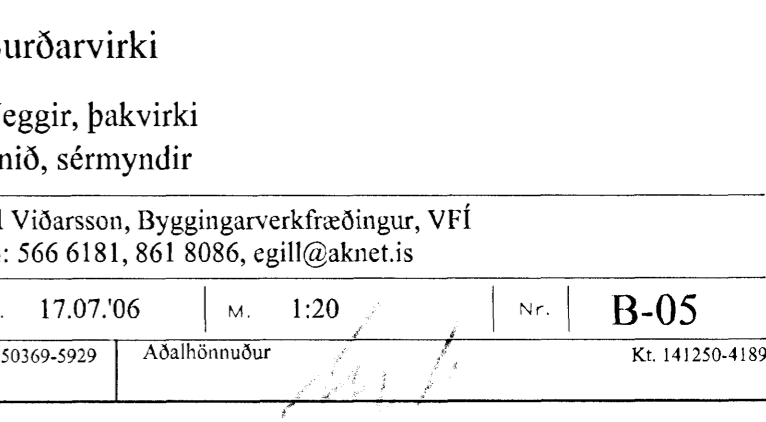 urðarvirki
eggir, þakvirki
nið, sérmyndir
Viðarsson, Byggingarverkfræðingur, VFÍ
: 566 6181, 861 8086, egill@aknet.is
. 17.07.'06 M. 1:20 Nr. B-05
50369-5929 Aðalhönnuður Kt. 141250-4189